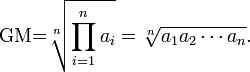 GM= \sqrt[n]{\prod_{i=1}^{n} a_i} = \sqrt[n]{a_1 a_2 \cdots a_n}.